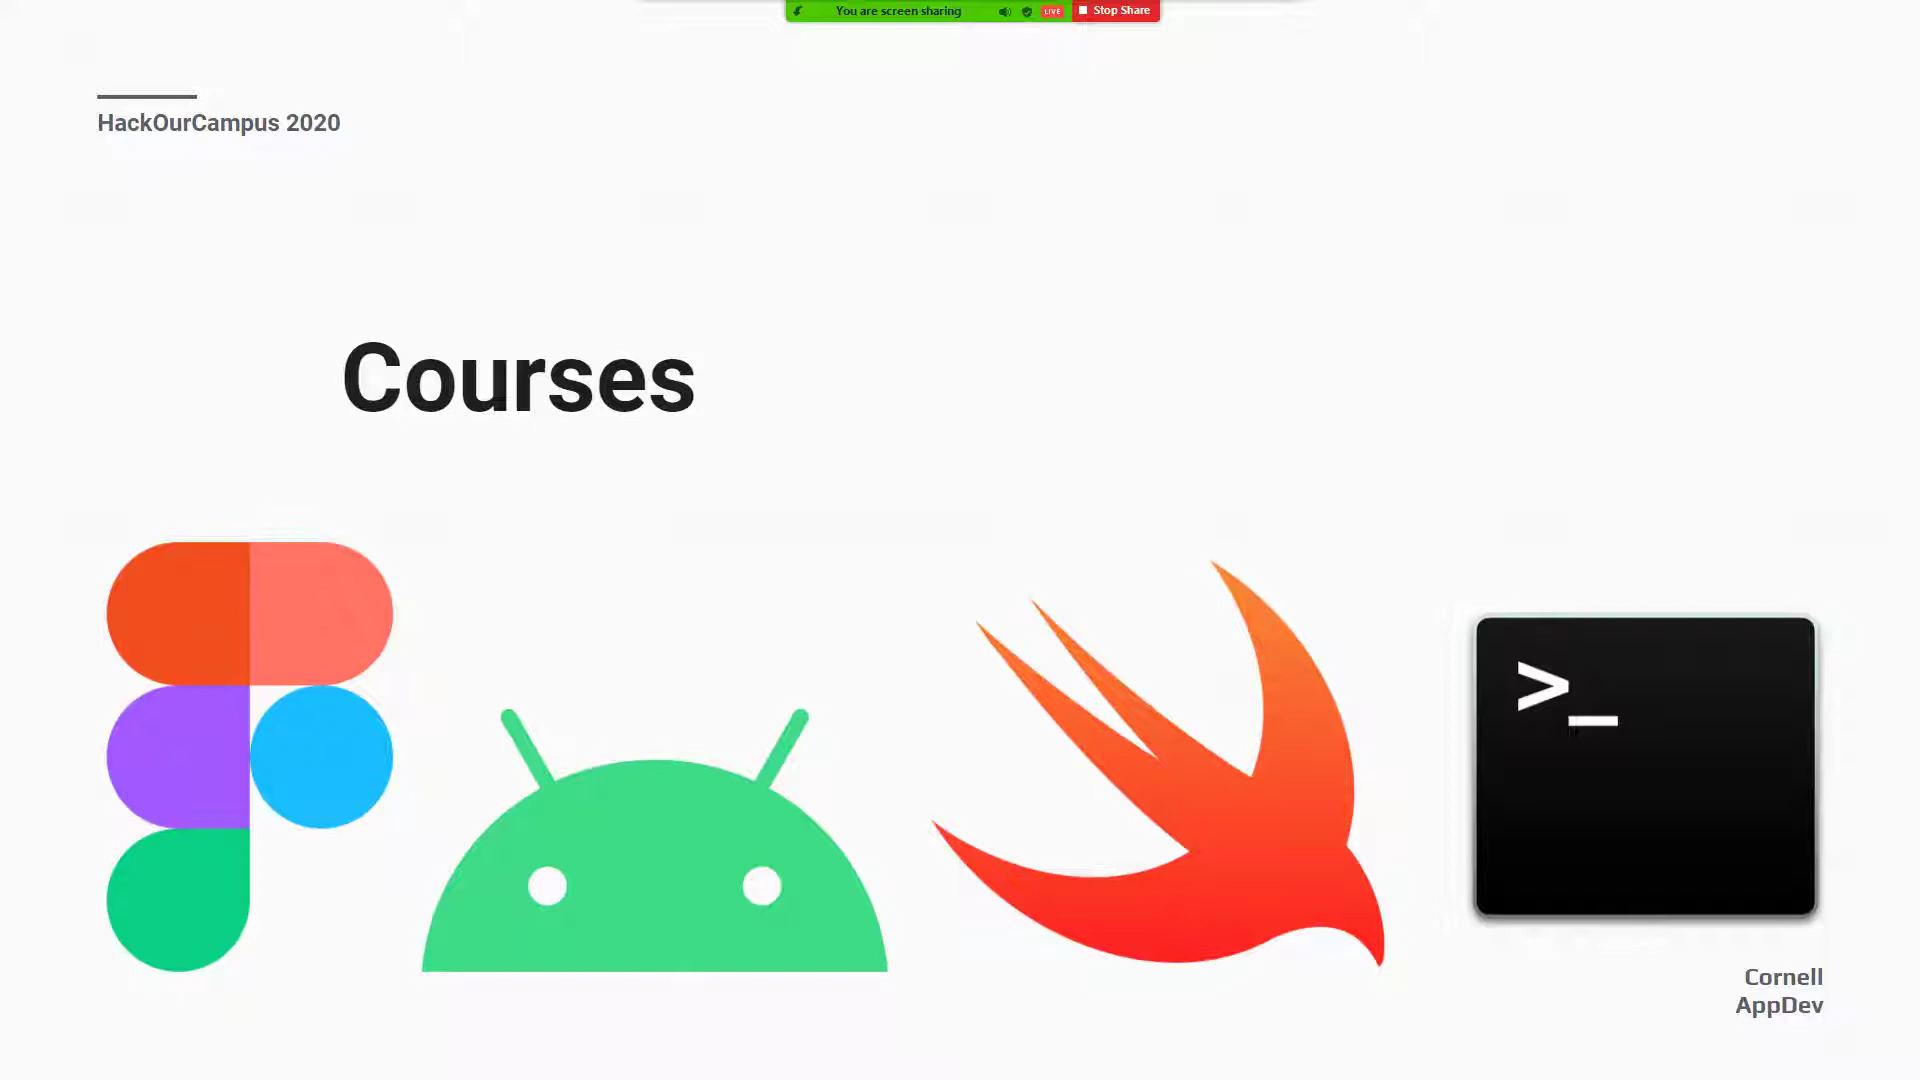 You are screen sharing
LIVE
Stop Share
HackOurCampus 2020
Courses
>_
Cornell
AppDev